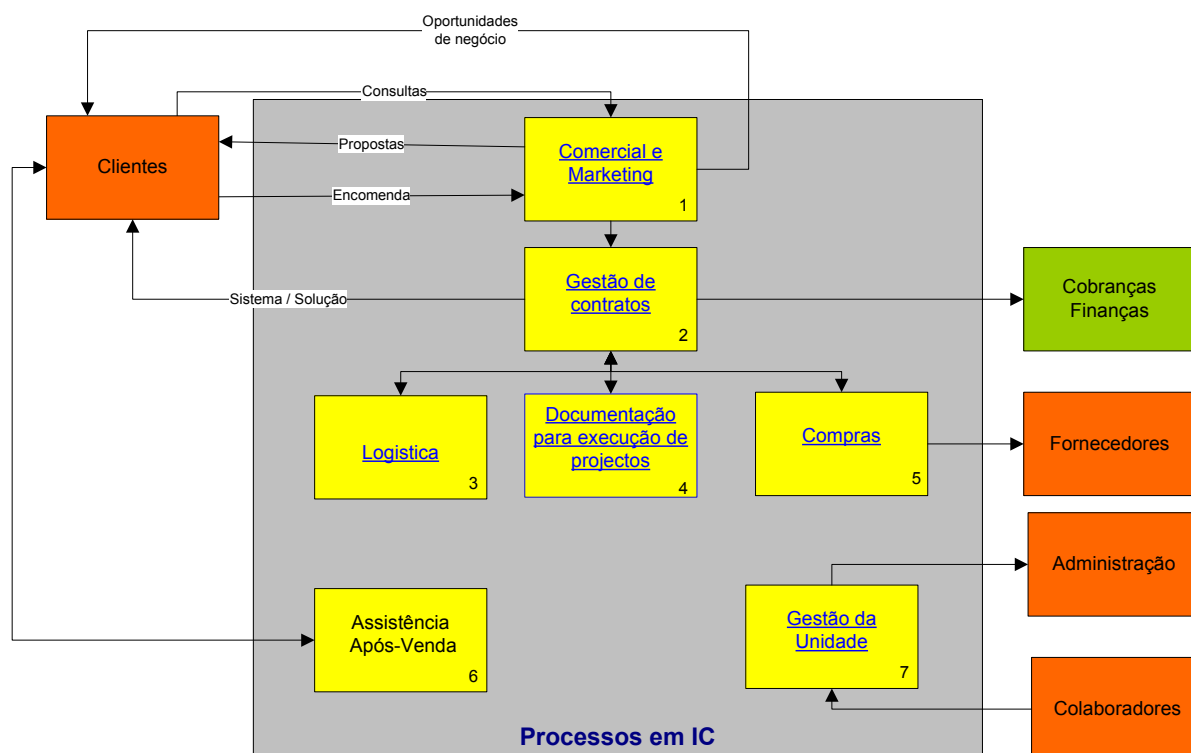 Oportunidades
de negócio
Consultas
Clientes
Propostas
Comercial e
Marketing
Encomenda
1
Gestão de
contratos
Sistema / Solução
2
Cobranças
Finanças
Logistica
3
Documentação
para execução de
projectos
4
Compras
5
Fornecedores
Administração
Assistência
Após-Venda
6
Gestão da
Unidade
7
Colaboradores
Processos em IC